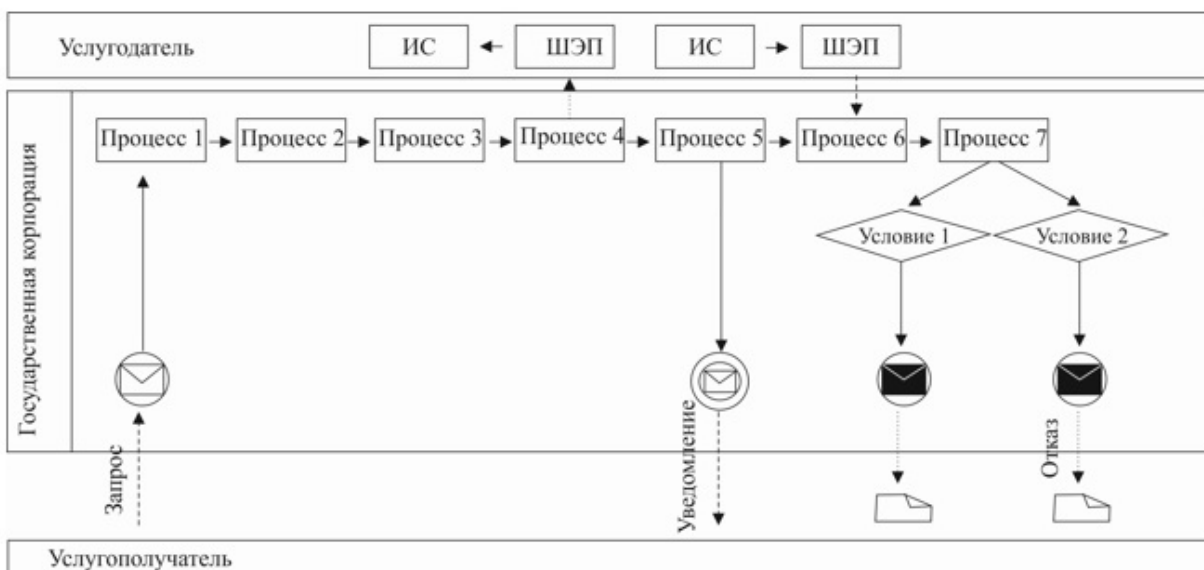 Услугодатель
ИС
ШЭП
ИС
ШЭП
Государственная корпорация
Процесс 1
Процесс 2
Процесс 3
Процесс 4
Процесс 5
Процесс 6
Процесс 7
Условие 1
Условие 2
Запрос
Уведомление
Отказ
Услугополучатель